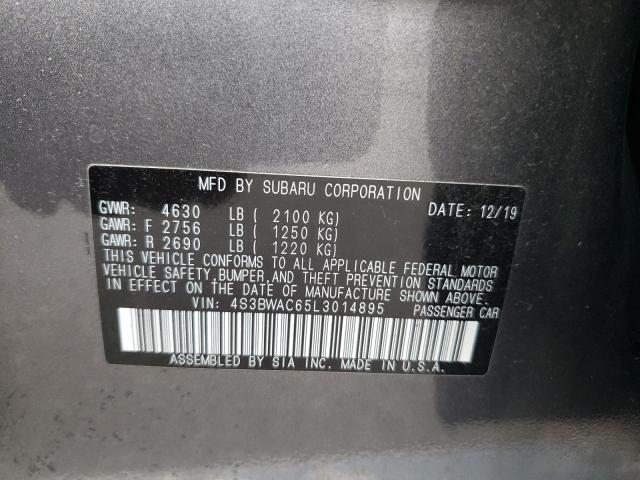 MFD BY SUBARU CORPORATION
GVWR: 4630 LB ( 2100 KG) DATE: 12/19
GAWR: F 2756 LB ( 1250 KG)
GAWR: R 2690 LB ( 1220 KG)
THIS VEHICLE CONFORMS TO ALL APPLICABLE FEDERAL MOTOR
VEHICLE SAFETY, BUMPER, AND THEFT PREVENTION STANDARDS
IN EFFECT ON THE DATE OF MANUFACTURE SHOWN ABOVE.
VIN: 4S3BWAC65L3014895 PASSENGER CAR
ASSEMBLED BY SIA INC. MADE IN U.S.A.